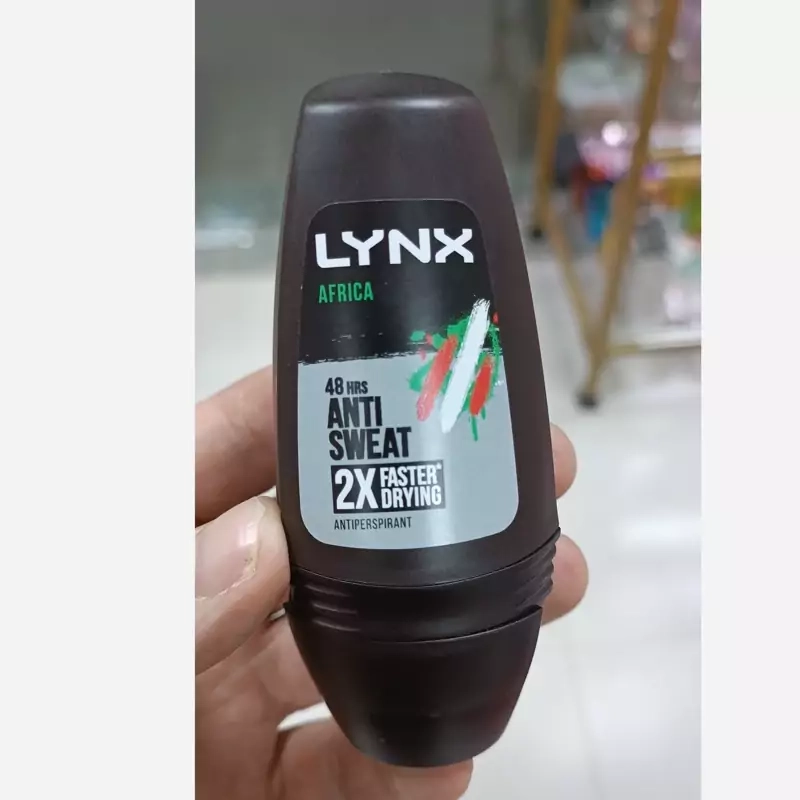 LYNX
AFRICA
48 HRS
ANTI
SWEAT
2X FASTER*
DRYING
ANTIPERSPIRANT